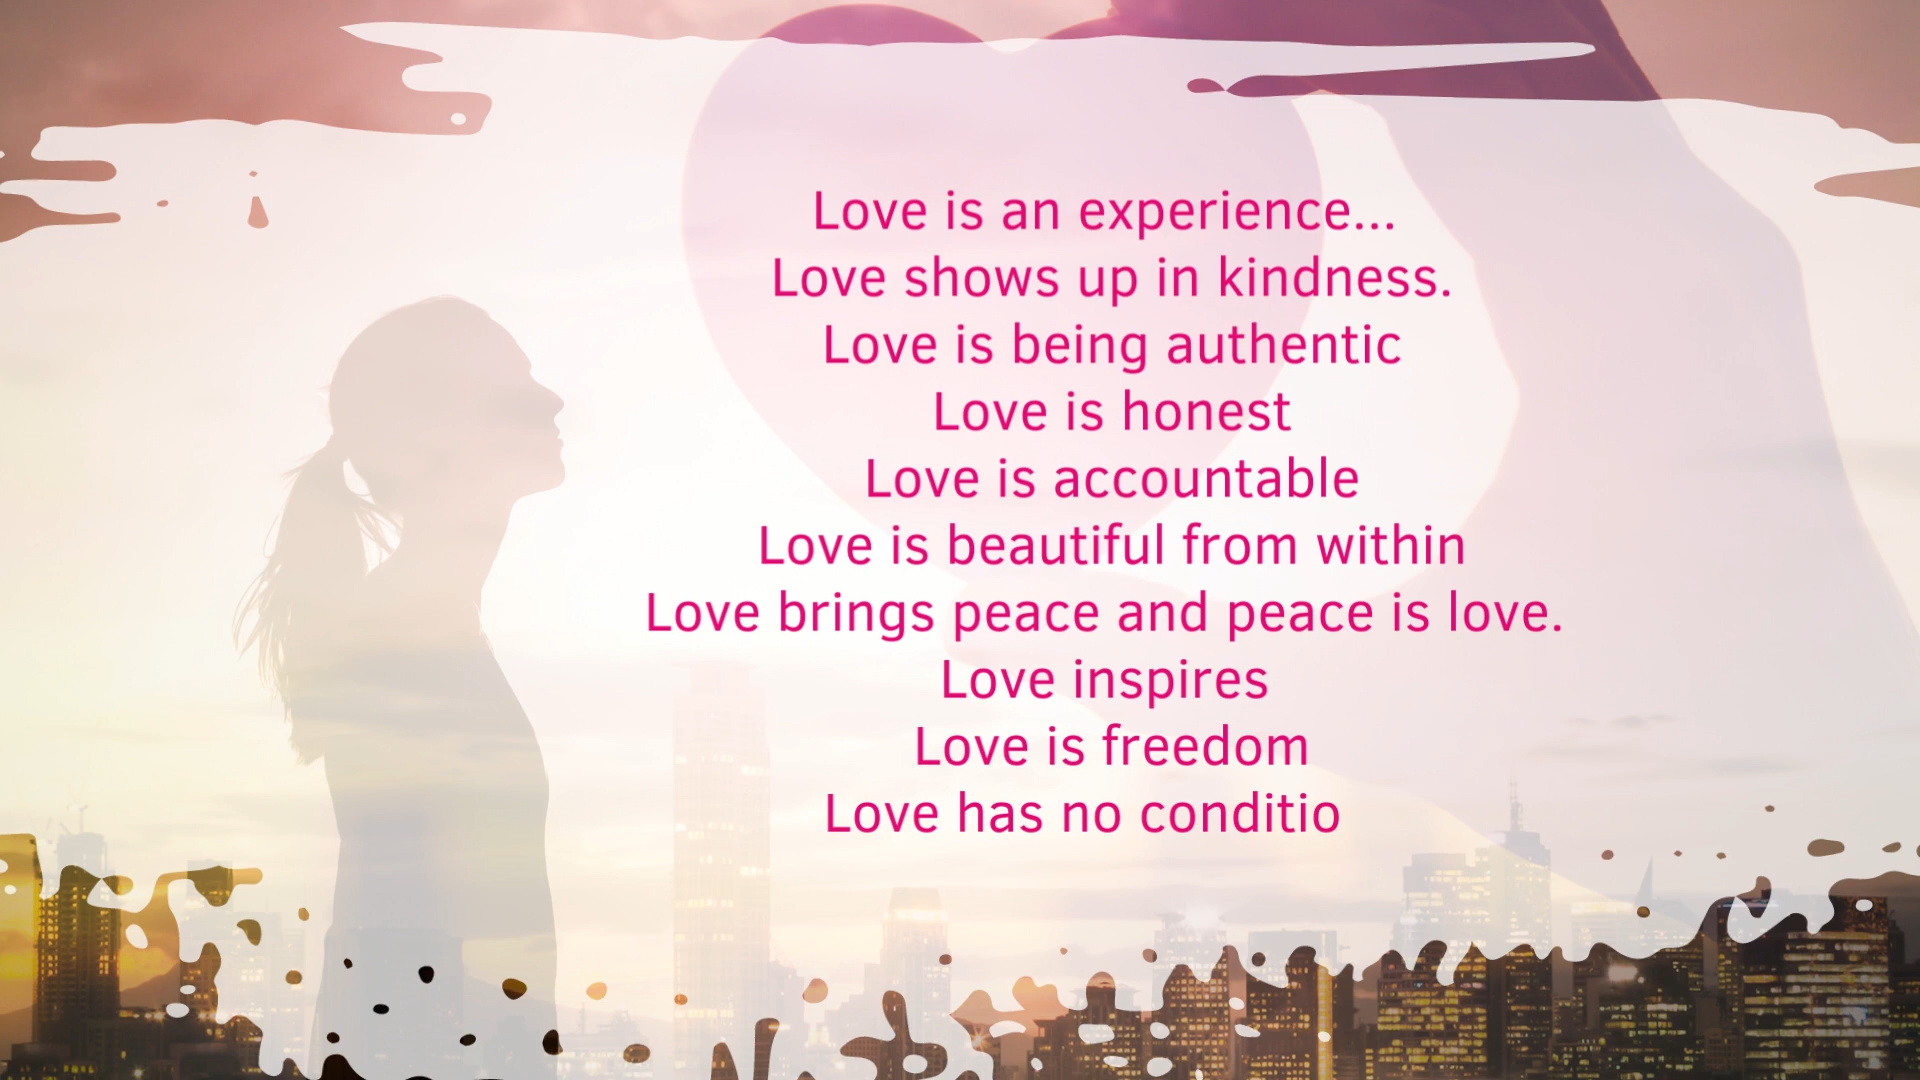 Love is an experience...
Love shows up in kindness.
Love is being authentic
Love is honest
Love is accountable
Love is beautiful from within
Love brings peace and peace is love.
Love inspires
Love is freedom
Love has no conditio